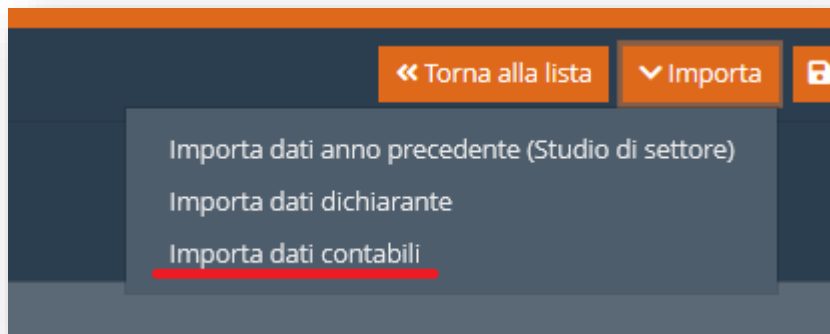 Torna alla lista
Importa
Importa dati anno precedente (Studio di settore)
Importa dati dichiarante
Importa dati contabili